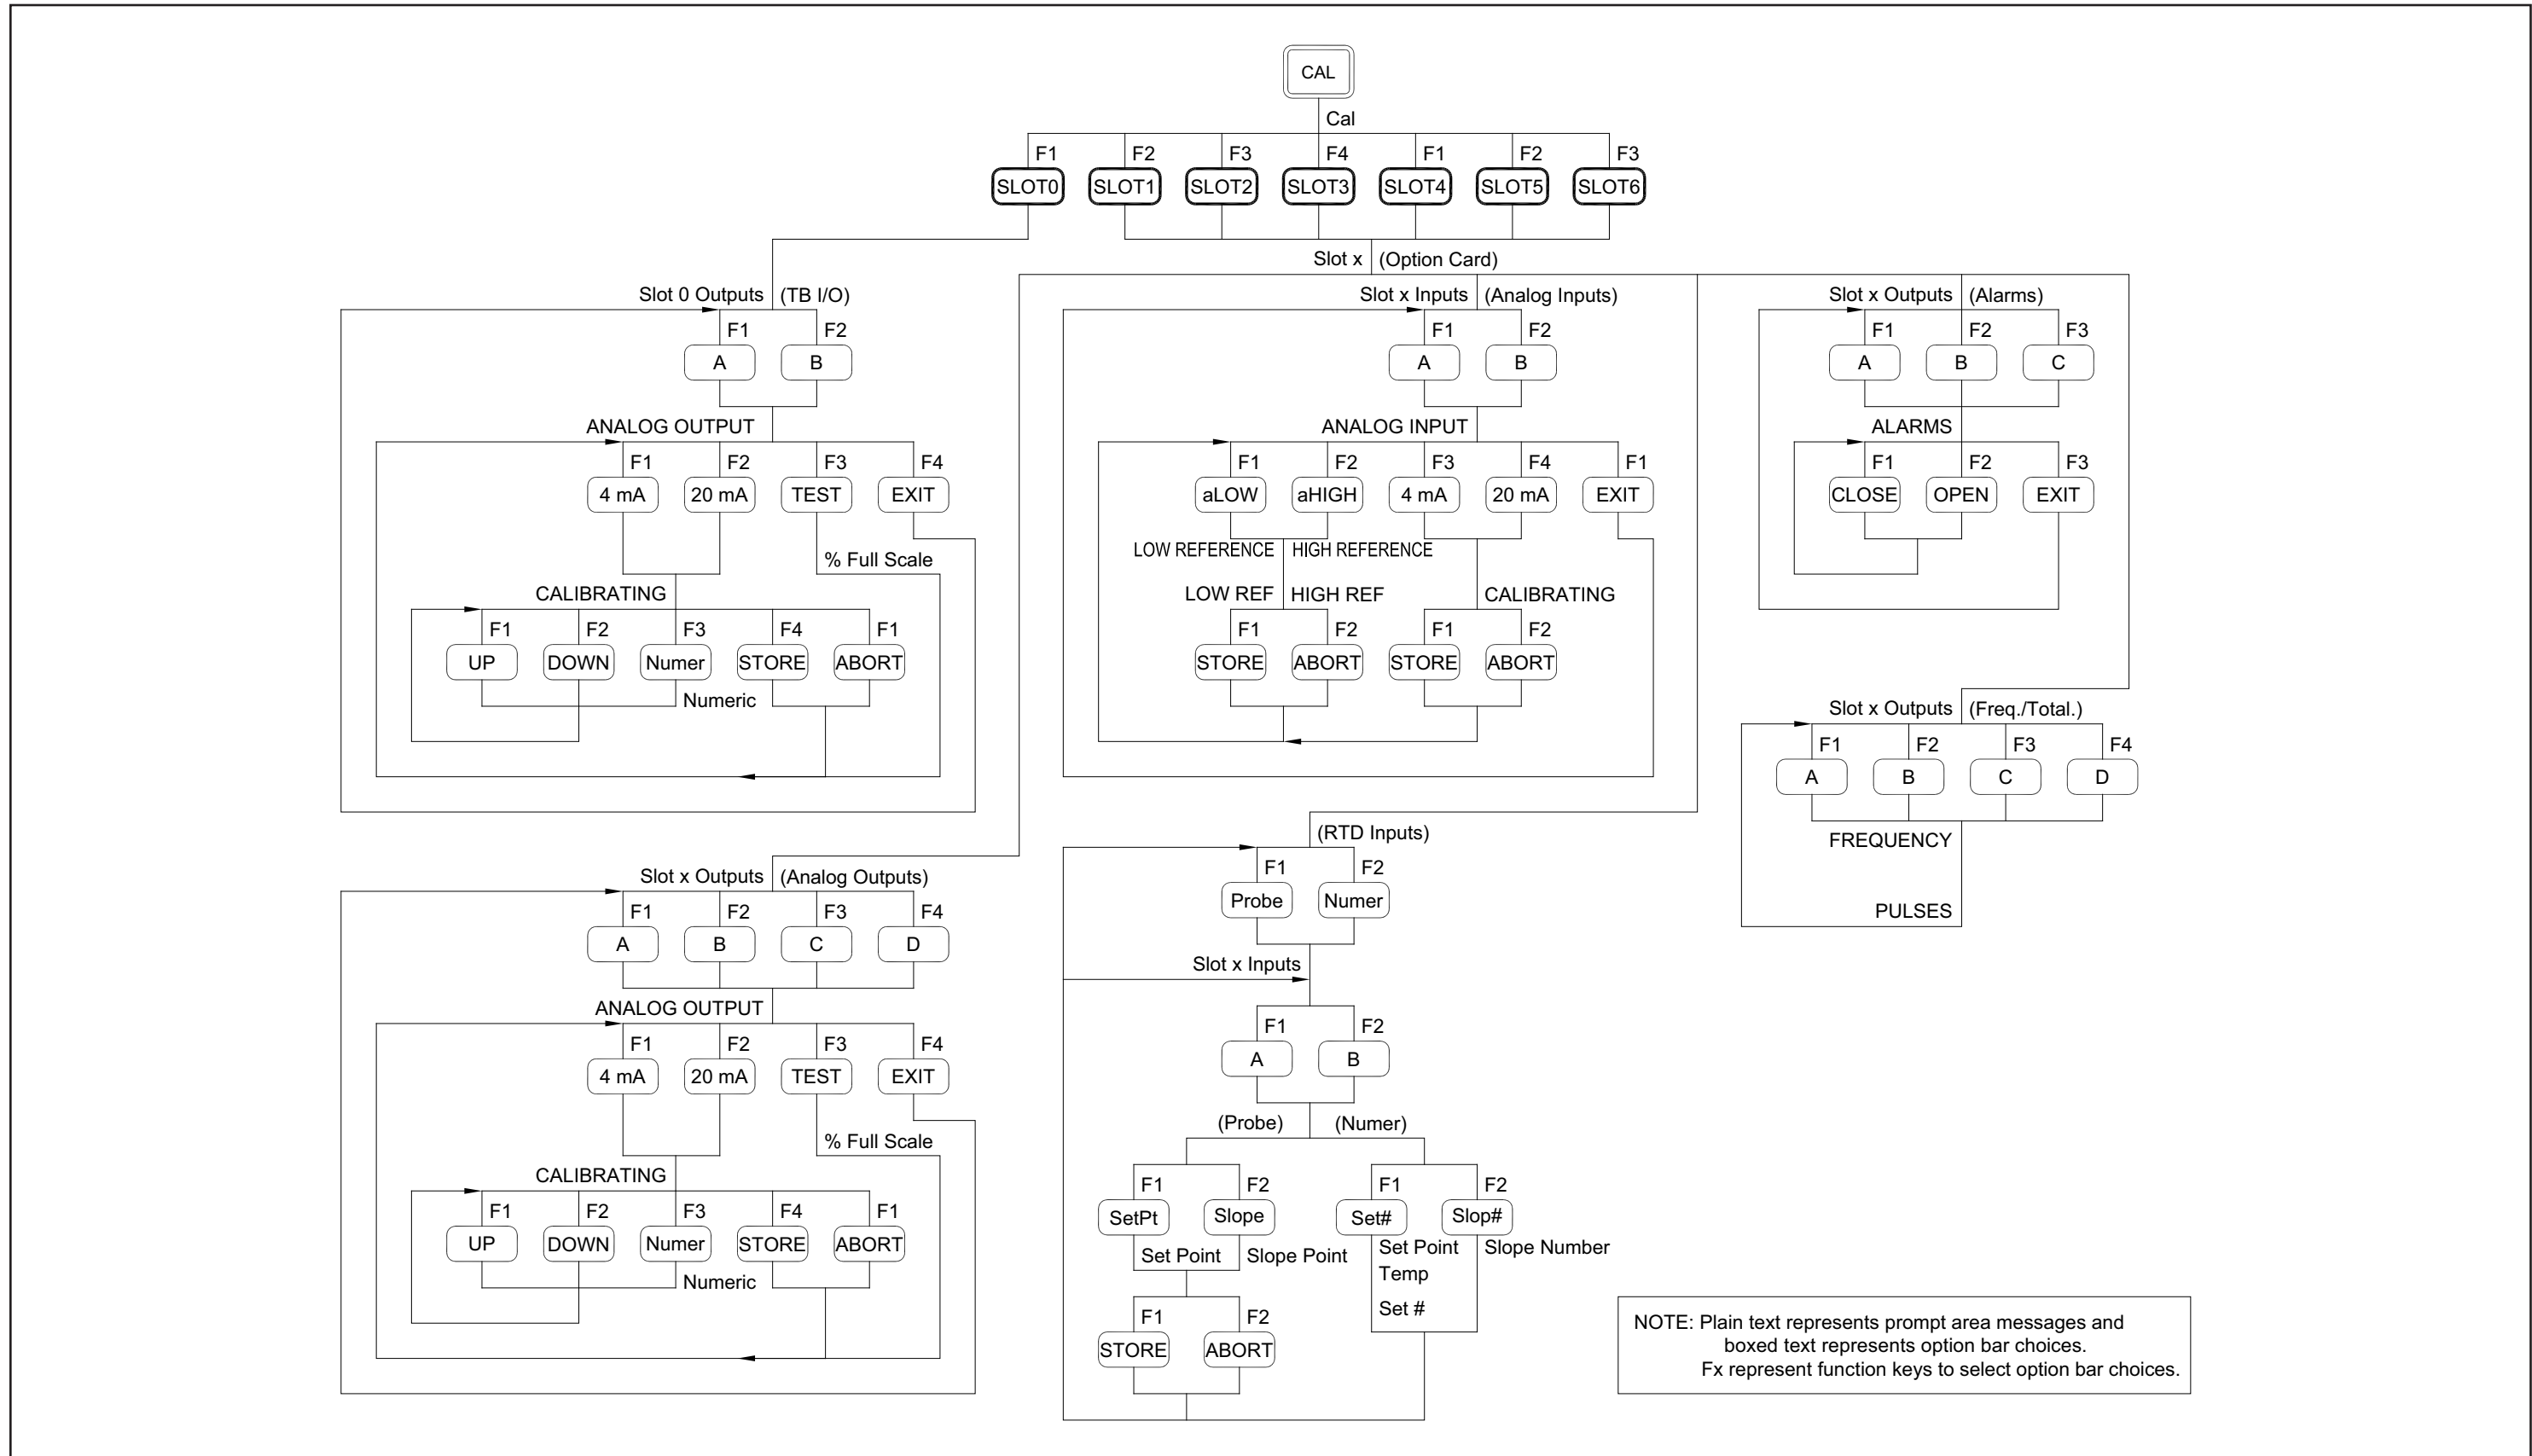 CAL
Cal
F1 F2 F3 F4 F1 F2 F3
SLOT0 SLOT1 SLOT2 SLOT3 SLOT4 SLOT5 SLOT6
Slot x (Option Card)
Slot 0 Outputs (TB I/O)
F1 F2
A B
ANALOG OUTPUT
F1 F2 F3 F4
4 mA 20 mA TEST EXIT
% Full Scale
CALIBRATING
F1 F2 F3 F4 F1
UP DOWN Numer STORE ABORT
Numeric
Slot x Inputs (Analog Inputs)
F1 F2
A B
ANALOG INPUT
F1 F2 F3 F4 F1
aLOW aHIGH 4 mA 20 mA EXIT
LOW REFERENCE HIGH REFERENCE
LOW REF HIGH REF CALIBRATING
F1 F2 F1 F2
STORE ABORT STORE ABORT
Slot x Outputs (Alarms)
F1 F2 F3
A B C
ALARMS
F1 F2 F3
CLOSE OPEN EXIT
Slot x Outputs (Freq./Total.)
F1 F2 F3 F4
A B C D
FREQUENCY
PULSES
Slot x Outputs (Analog Outputs)
F1 F2 F3 F4
A B C D
ANALOG OUTPUT
F1 F2 F3 F4
4 mA 20 mA TEST EXIT
% Full Scale
CALIBRATING
F1 F2 F3 F4 F1
UP DOWN Numer STORE ABORT
Numeric
(RTD Inputs)
F1 F2
Probe Numer
Slot x Inputs
F1 F2
A B
(Probe) (Numer)
F1 F2 F1 F2
SetPt Slope Set# Slop#
Set Point Slope Point Set Point Slope Number
Temp
Set #
F1 F2
STORE ABORT
NOTE: Plain text represents prompt area messages and
boxed text represents option bar choices.
Fx represent function keys to select option bar choices.